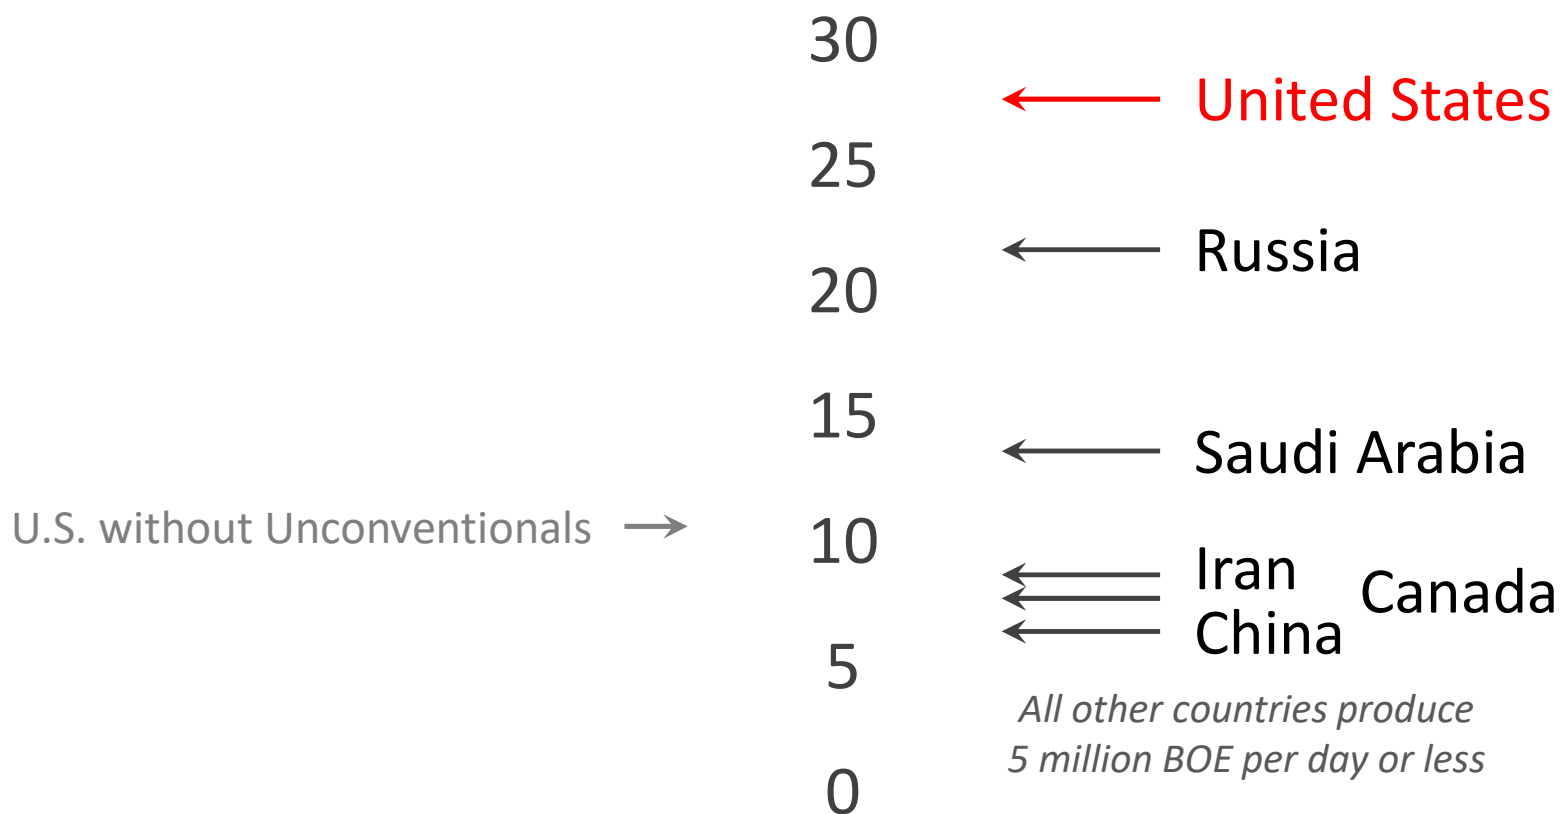 30
United States
25
Russia
20
15
Saudi Arabia
U.S. without Unconventionals
10
Iran
Canada
China
5
All other countries produce
5 million BOE per day or less
0